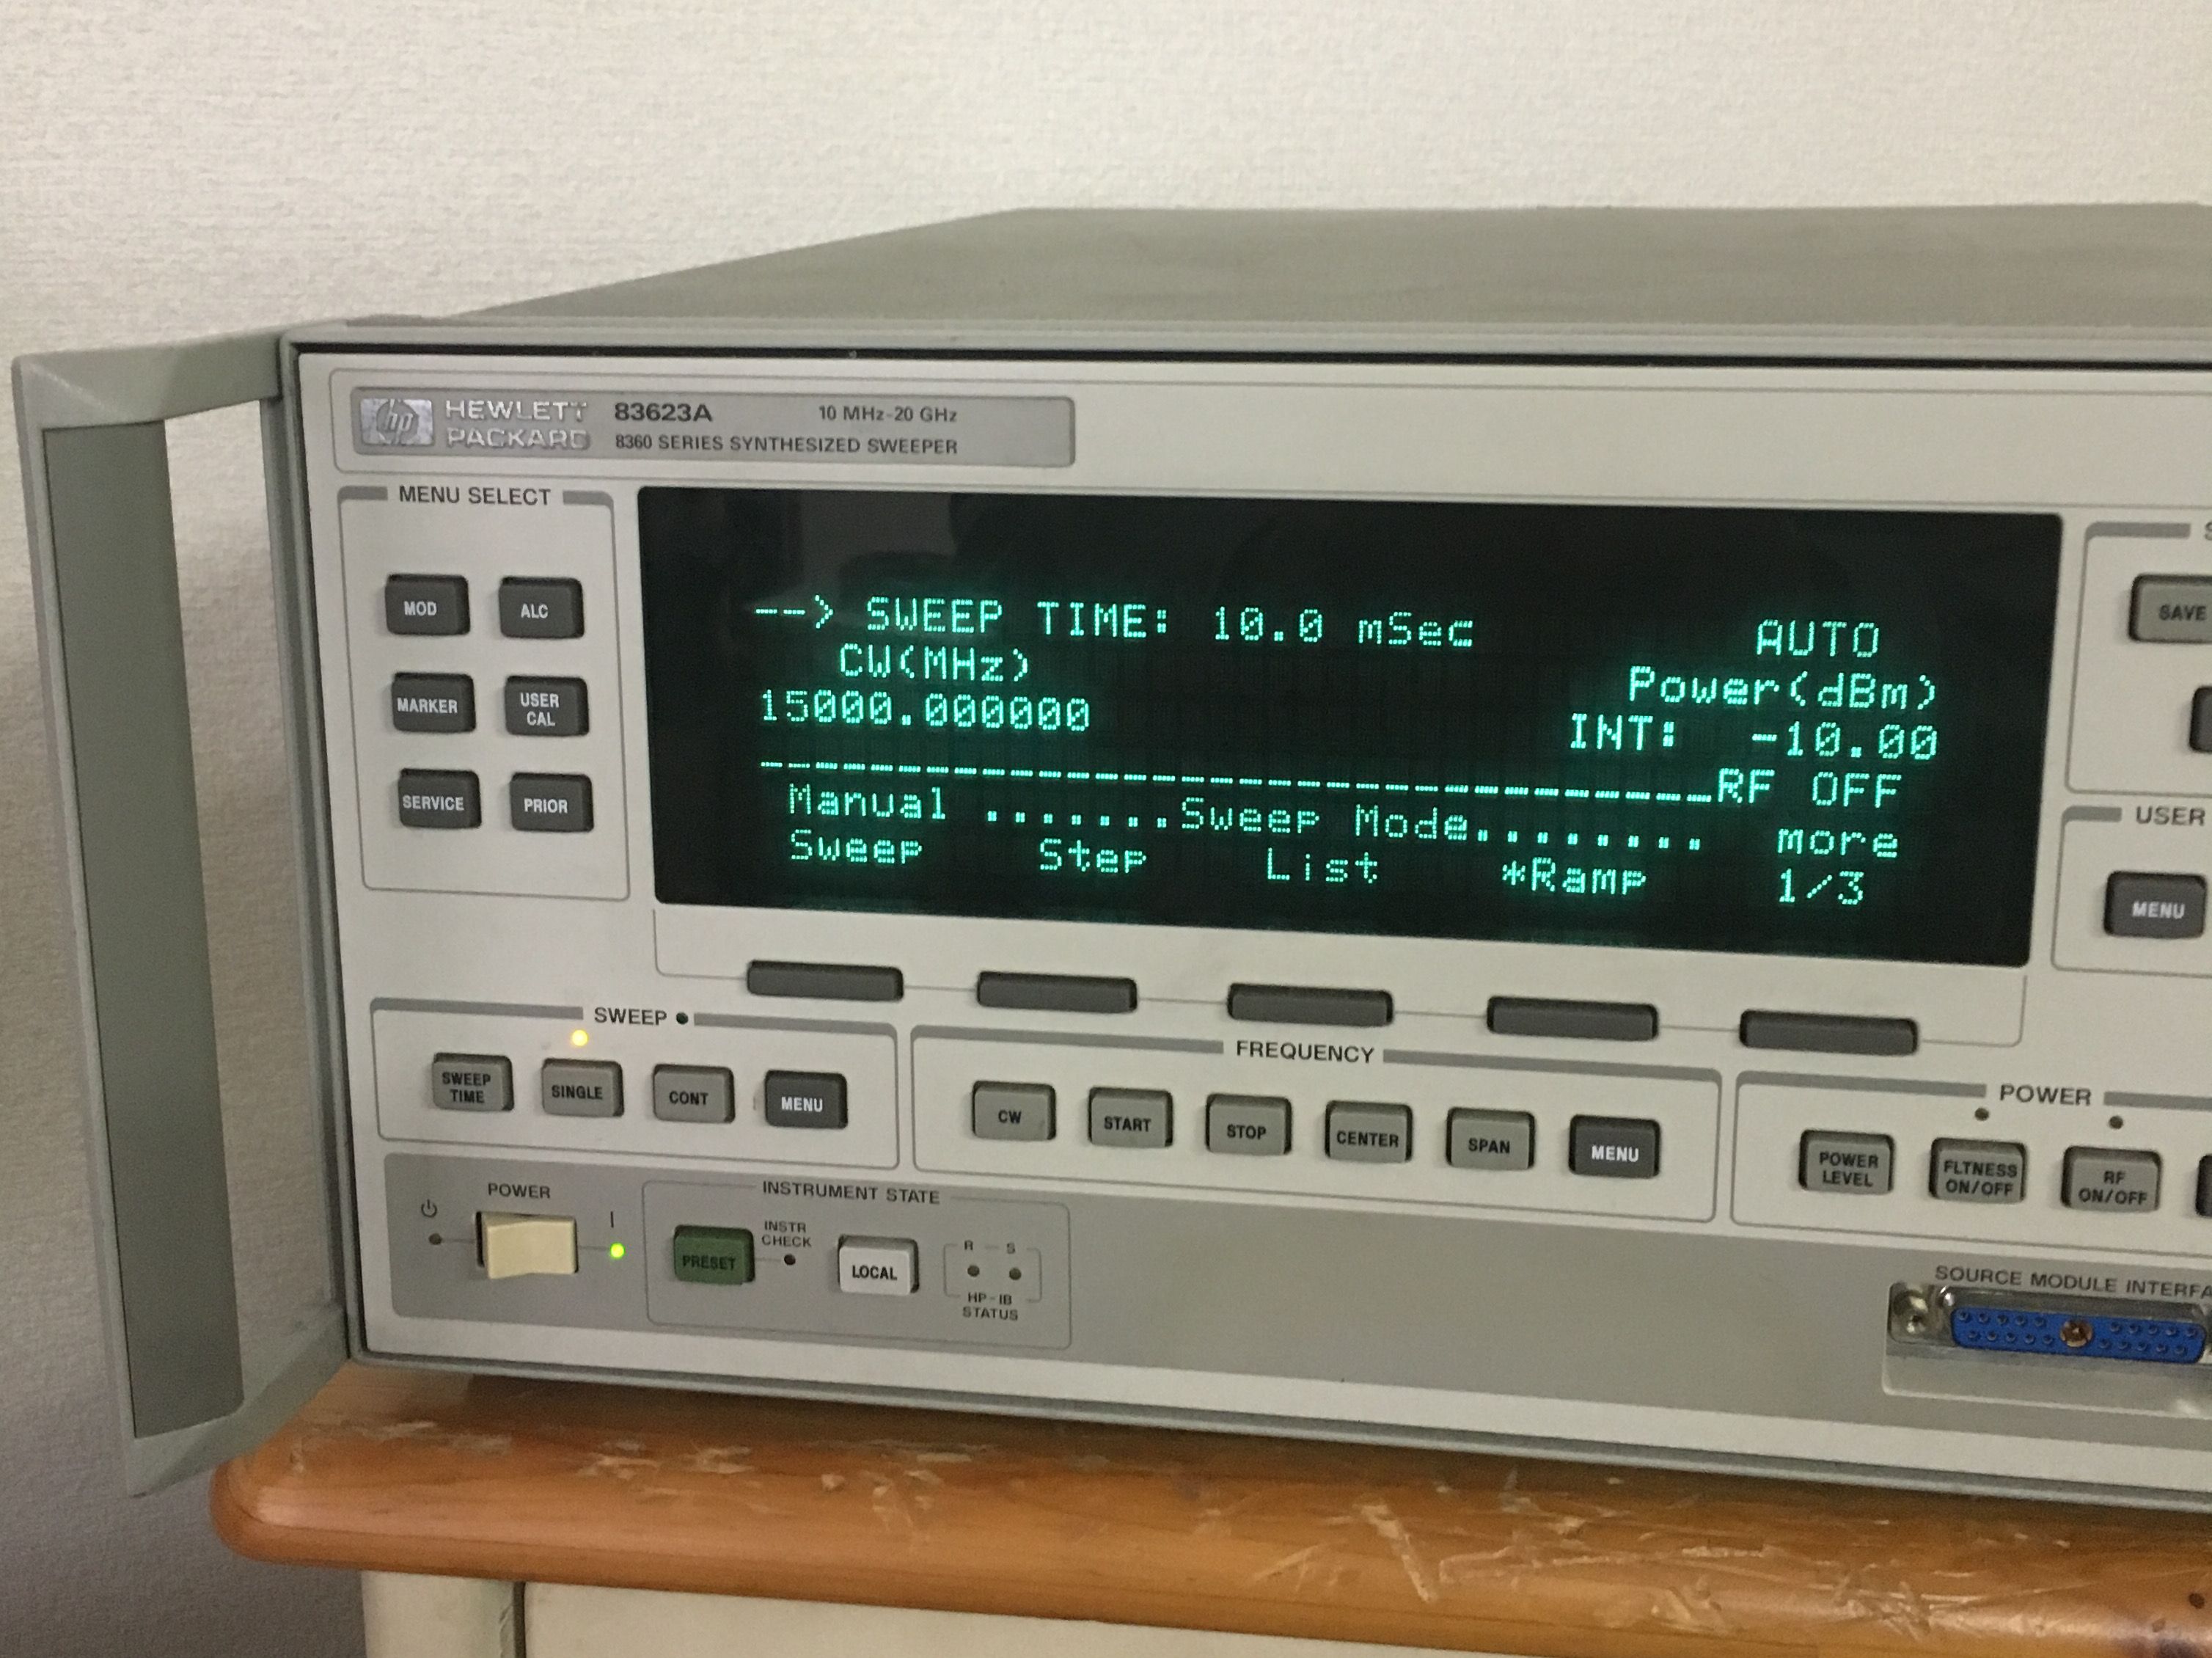 hp HEWLETT PACKARD 83623A 10 MHz-20 GHz
8360 SERIES SYNTHESIZED SWEEPER
MENU SELECT
MOD ALC
MARKER USER CAL
SERVICE PRIOR
--> SWEEP TIME: 10.0 mSec AUTO
CW(MHz) Power(dBm)
15000.000000 INT: -10.00
RF OFF
Manual .......Sweep Mode........ more
Sweep Step List *Ramp 1/3
SAVE
USER
MENU
SWEEP
SWEEP TIME SINGLE CONT MENU
FREQUENCY
CW START STOP CENTER SPAN MENU
POWER
POWER LEVEL FLTNESS ON/OFF RF ON/OFF
POWER
INSTRUMENT STATE
PRESET INSTR CHECK LOCAL R S
HP-IB STATUS
SOURCE MODULE